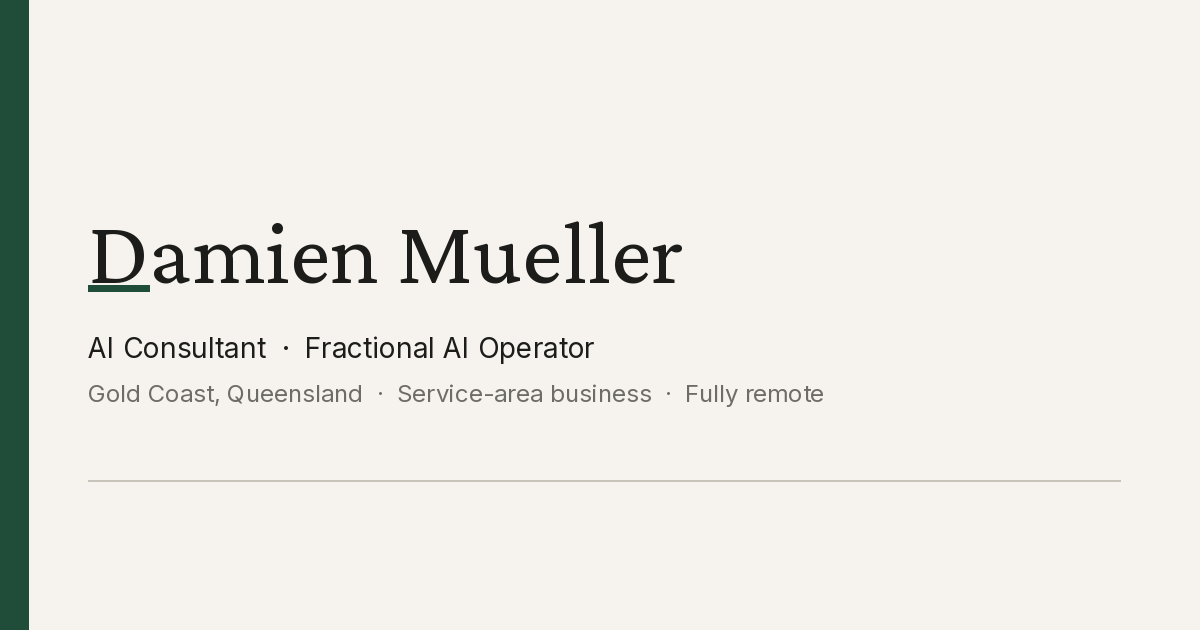 Damien Mueller
AI Consultant · Fractional AI Operator
Gold Coast, Queensland · Service-area business · Fully remote